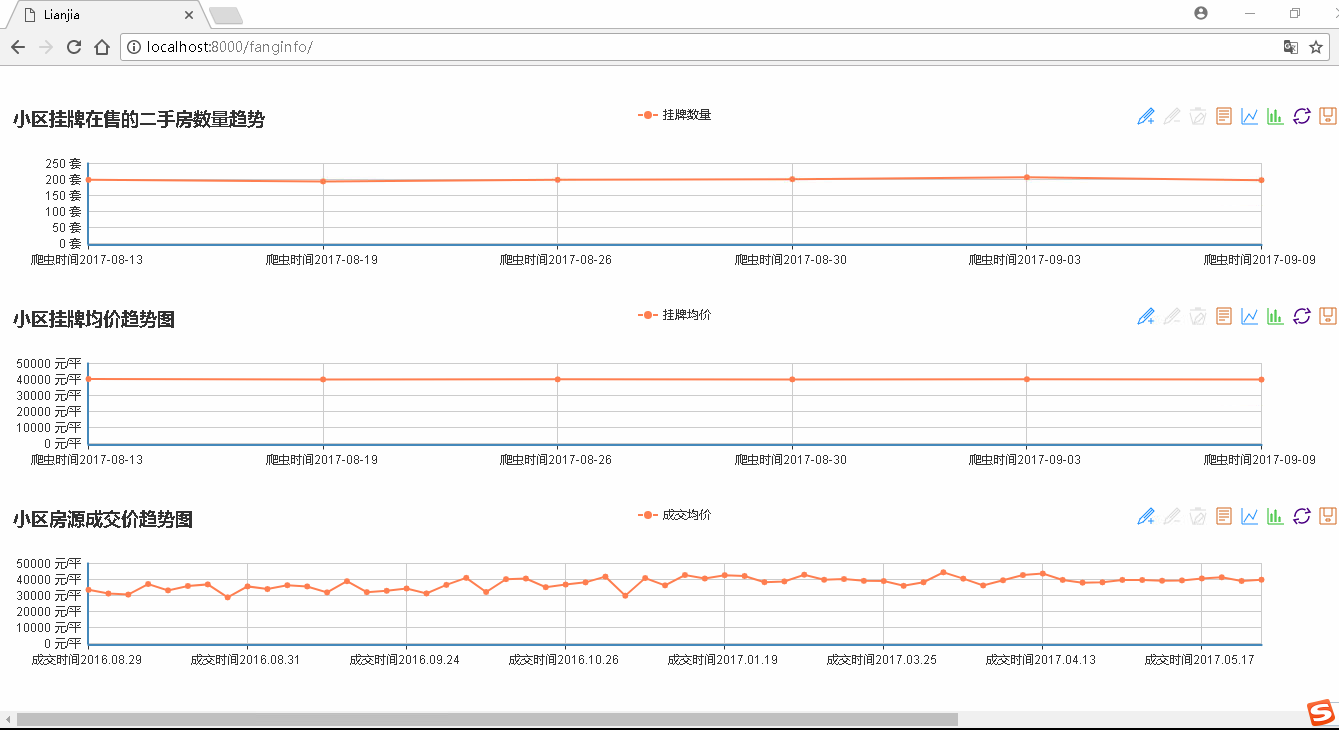 Lianjia
localhost:8000/fanginfo/
小区挂牌在售的二手房数量趋势
挂牌数量
250 套
200 套
150 套
100 套
50 套
0 套
爬虫时间2017-08-13 爬虫时间2017-08-19 爬虫时间2017-08-26 爬虫时间2017-08-30 爬虫时间2017-09-03 爬虫时间2017-09-09
小区挂牌均价趋势图
挂牌均价
50000 元/平
40000 元/平
30000 元/平
20000 元/平
10000 元/平
0 元/平
爬虫时间2017-08-13 爬虫时间2017-08-19 爬虫时间2017-08-26 爬虫时间2017-08-30 爬虫时间2017-09-03 爬虫时间2017-09-09
小区房源成交价趋势图
成交均价
50000 元/平
40000 元/平
30000 元/平
20000 元/平
10000 元/平
0 元/平
成交时间2016.08.29 成交时间2016.08.31 成交时间2016.09.24 成交时间2016.10.26 成交时间2017.01.19 成交时间2017.03.25 成交时间2017.04.13 成交时间2017.05.17